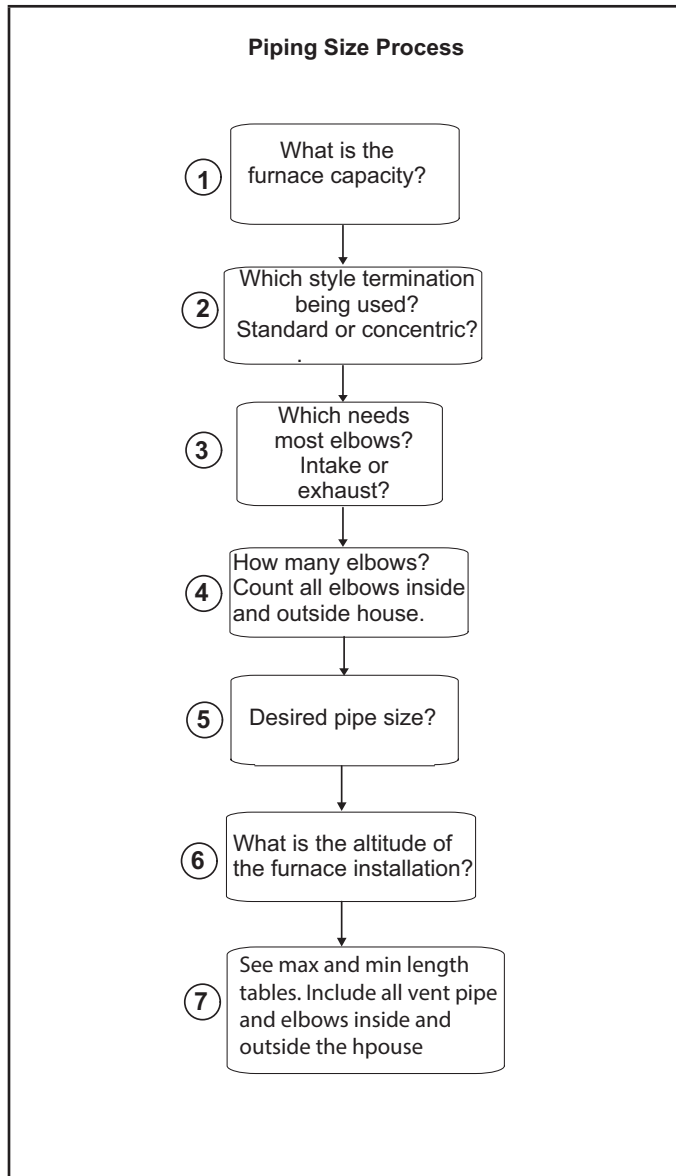 Piping Size Process
1
What is the
furnace capacity?
2
Which style termination
being used?
Standard or concentric?
.
3
Which needs
most elbows?
Intake or
exhaust?
4
How many elbows?
Count all elbows inside
and outside house.
5
Desired pipe size?
6
What is the altitude of
the furnace installation?
7
See max and min length
tables. Include all vent pipe
and elbows inside and
outside the hpouse